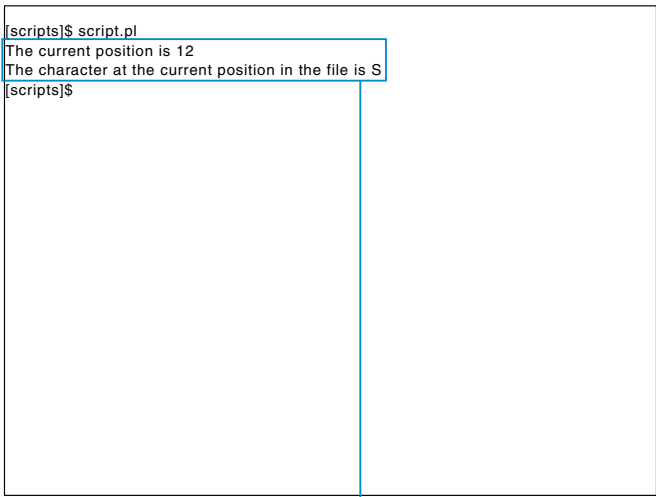 [scripts]$ script.pl
The current position is 12
The character at the current position in the file is S
[scripts]$